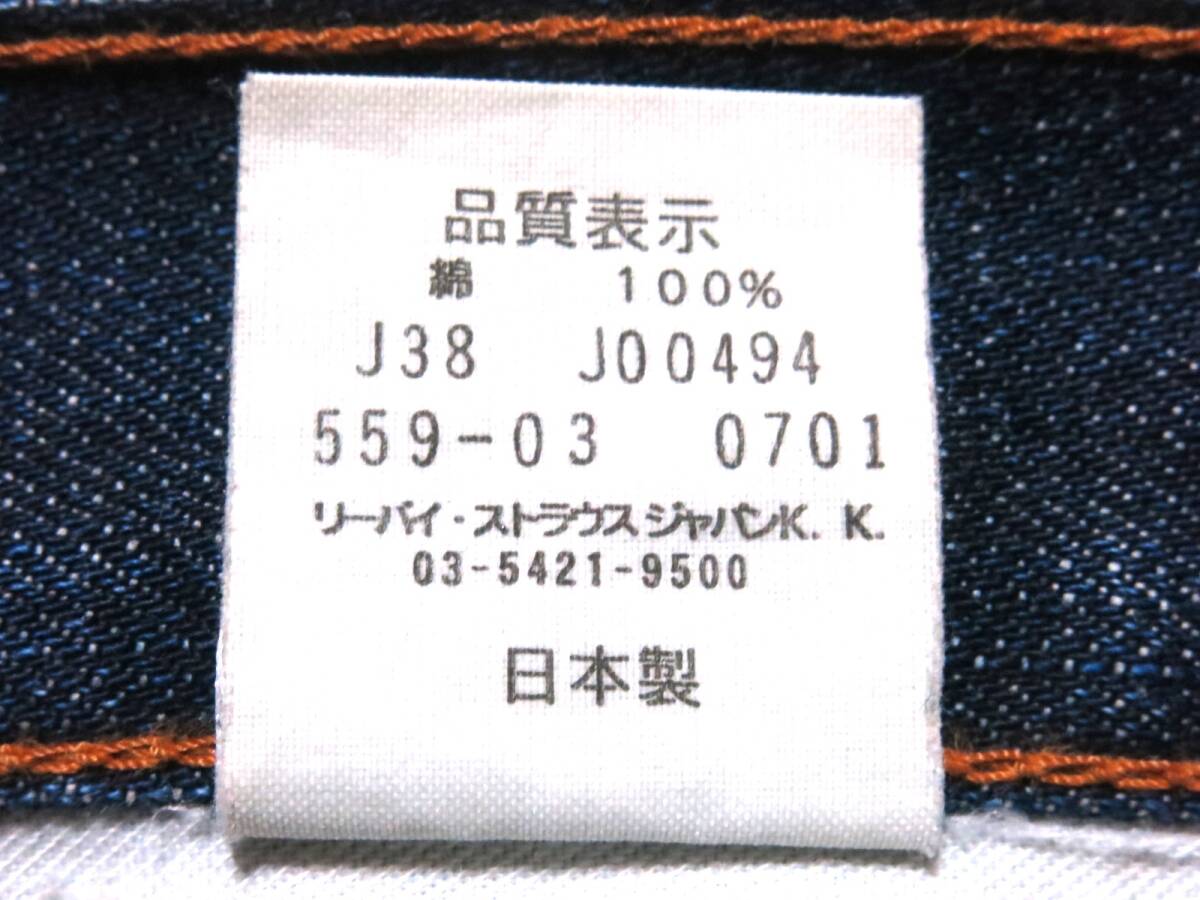 品質表示
綿 100%
J38 J00494
559-03 0701
リーバイ・ストラウスジャパンK. K.
03-5421-9500
日本製